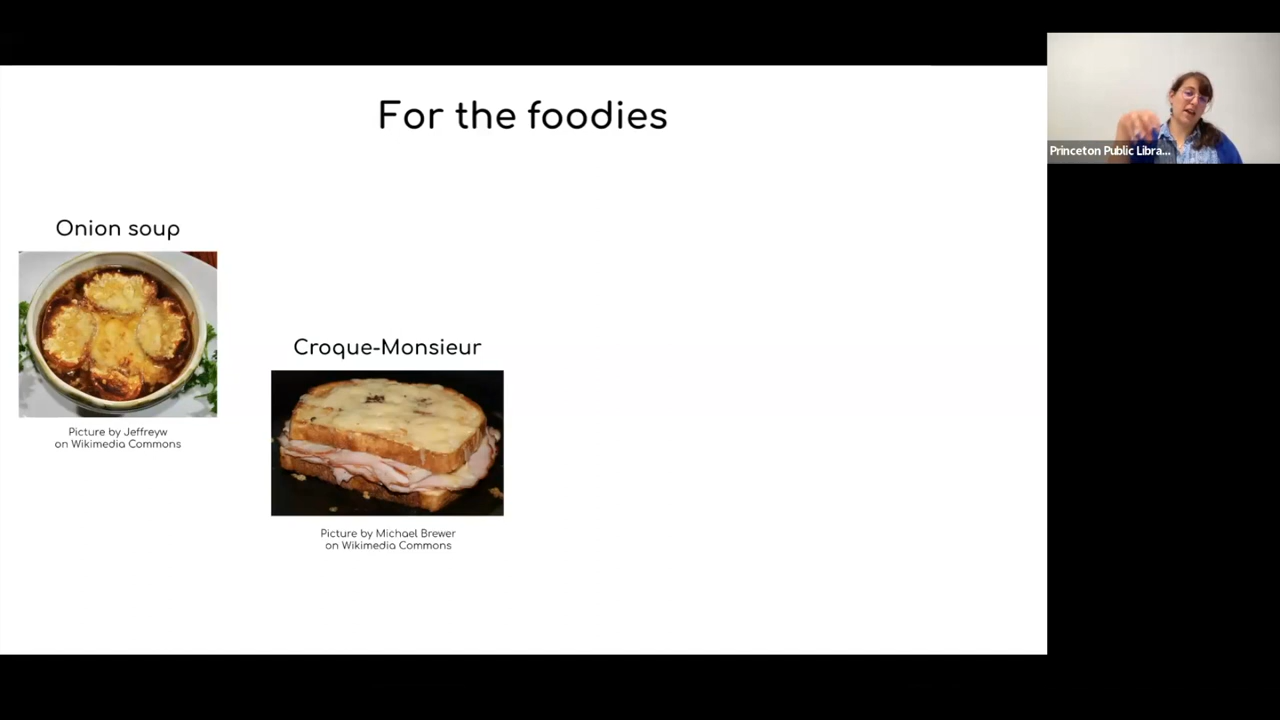 For the foodies
Onion soup
Picture by Jeffreyw
on Wikimedia Commons
Croque-Monsieur
Picture by Michael Brewer
on Wikimedia Commons
Princeton Public Libra...